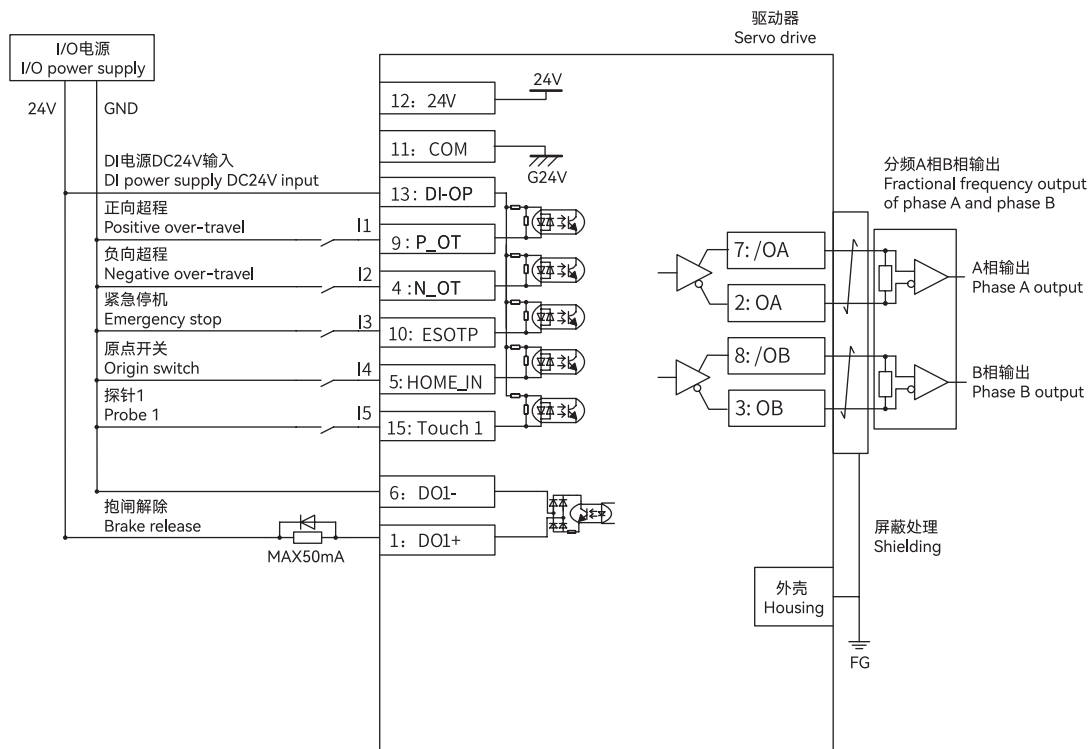 驱动器
Servo drive
I/O电源
I/O power supply
24V
GND
12: 24V
24V
11: COM
G24V
DI电源DC24V输入
DI power supply DC24V input
13: DI-OP
正向超程
Positive over-travel
I1
9: P_OT
负向超程
Negative over-travel
I2
4: N_OT
紧急停机
Emergency stop
I3
10: ESOTP
原点开关
Origin switch
I4
5: HOME_IN
探针1
Probe 1
I5
15: Touch 1
6: DO1-
抱闸解除
Brake release
MAX50mA
1: DO1+
分频A相B相输出
Fractional frequency output
of phase A and phase B
7: /OA
2: OA
A相输出
Phase A output
8: /OB
3: OB
B相输出
Phase B output
屏蔽处理
Shielding
外壳
Housing
FG